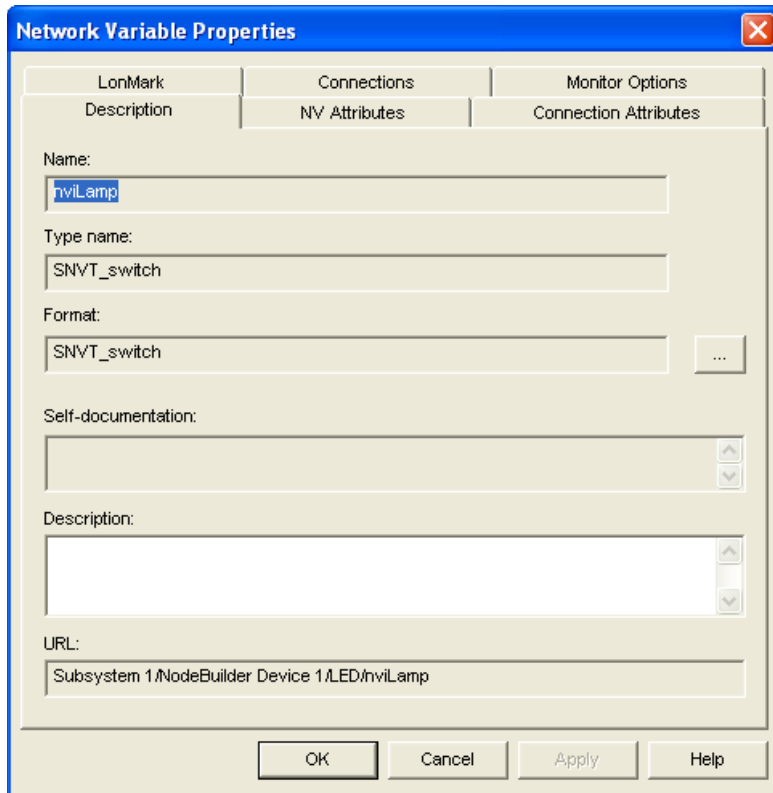 Network Variable Properties
LonMark Connections Monitor Options
Description NV Attributes Connection Attributes
Name:
nviLamp
Type name:
SNVT_switch
Format:
SNVT_switch ...
Self-documentation:
Description:
URL:
Subsystem 1/NodeBuilder Device 1/LED/nviLamp
OK Cancel Apply Help